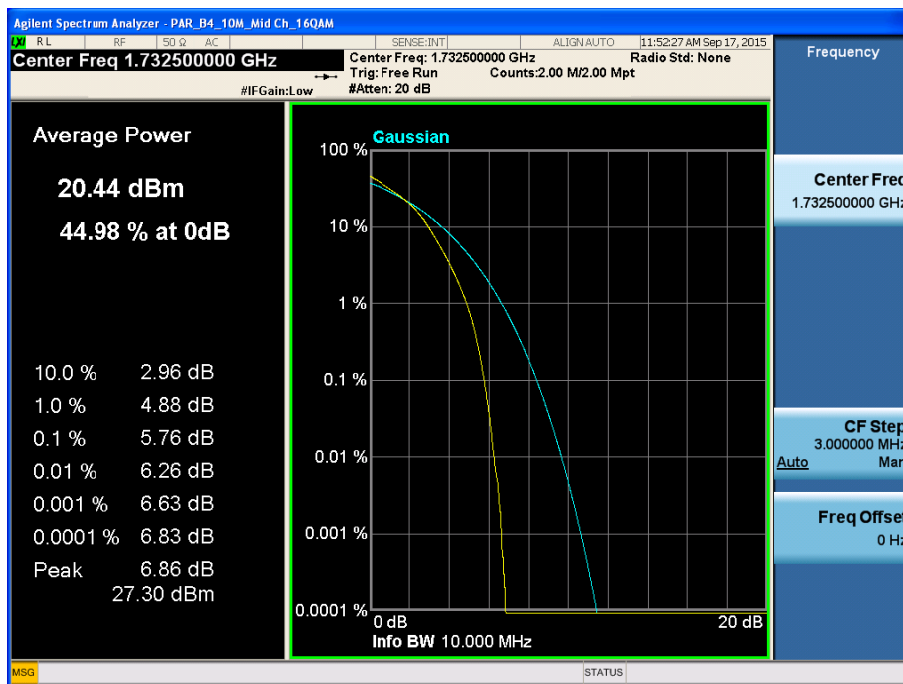 Agilent Spectrum Analyzer - PAR_B4_10M_Mid Ch_16QAM
LXI RL RF 50 Ω AC SENSE:INT ALIGNAUTO 11:52:27 AM Sep 17, 2015
Center Freq 1.732500000 GHz
Center Freq: 1.732500000 GHz Radio Std: None
Trig: Free Run Counts:2.00 M/2.00 Mpt
#IFGain:Low #Atten: 20 dB
Frequency
Average Power
20.44 dBm
44.98 % at 0dB
10.0 % 2.96 dB
1.0 % 4.88 dB
0.1 % 5.76 dB
0.01 % 6.26 dB
0.001 % 6.63 dB
0.0001 % 6.83 dB
Peak 6.86 dB
27.30 dBm
Gaussian
100 %
10 %
1 %
0.1 %
0.01 %
0.001 %
0.0001 %
0 dB 20 dB
Info BW 10.000 MHz
Center Freq
1.732500000 GHz
CF Step
3.000000 MHz
Auto Man
Freq Offset
0 Hz
MSG STATUS